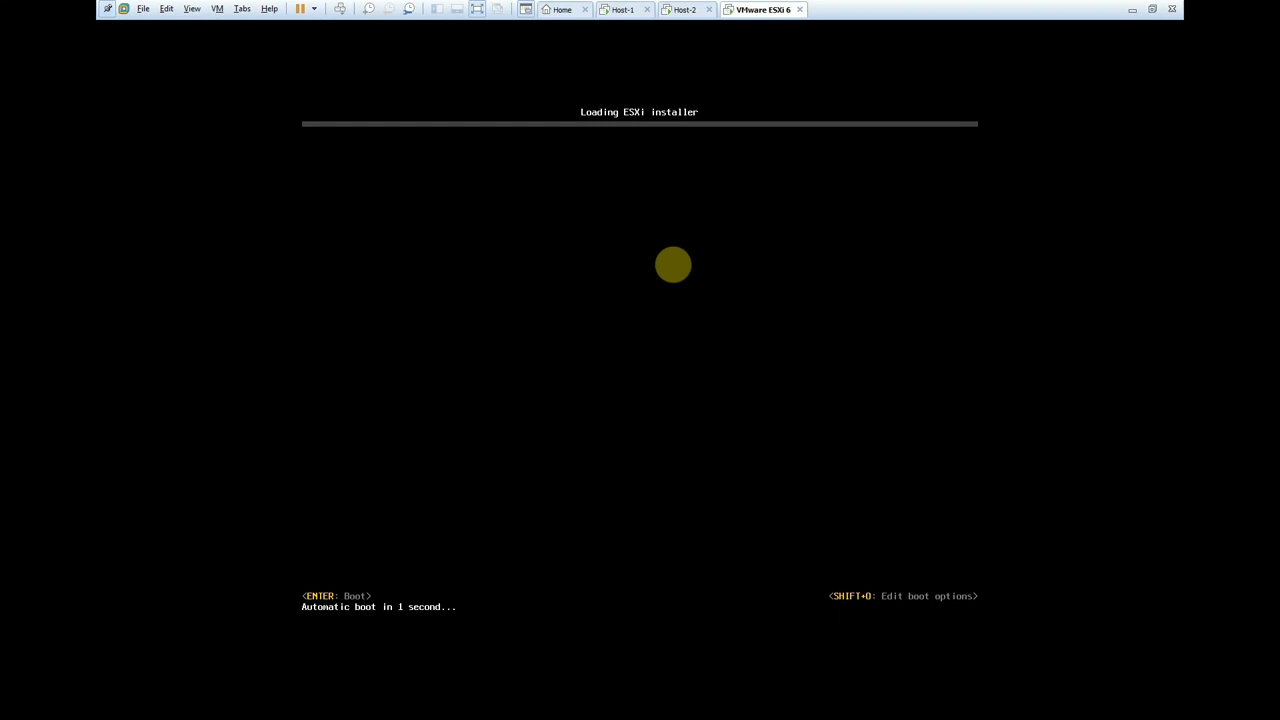 File Edit View VM Tabs Help Home Host-1 Host-2 VMware ESXi 6
Loading ESXi installer
<ENTER: Boot> <SHIFT+O: Edit boot options>
Automatic boot in 1 second...